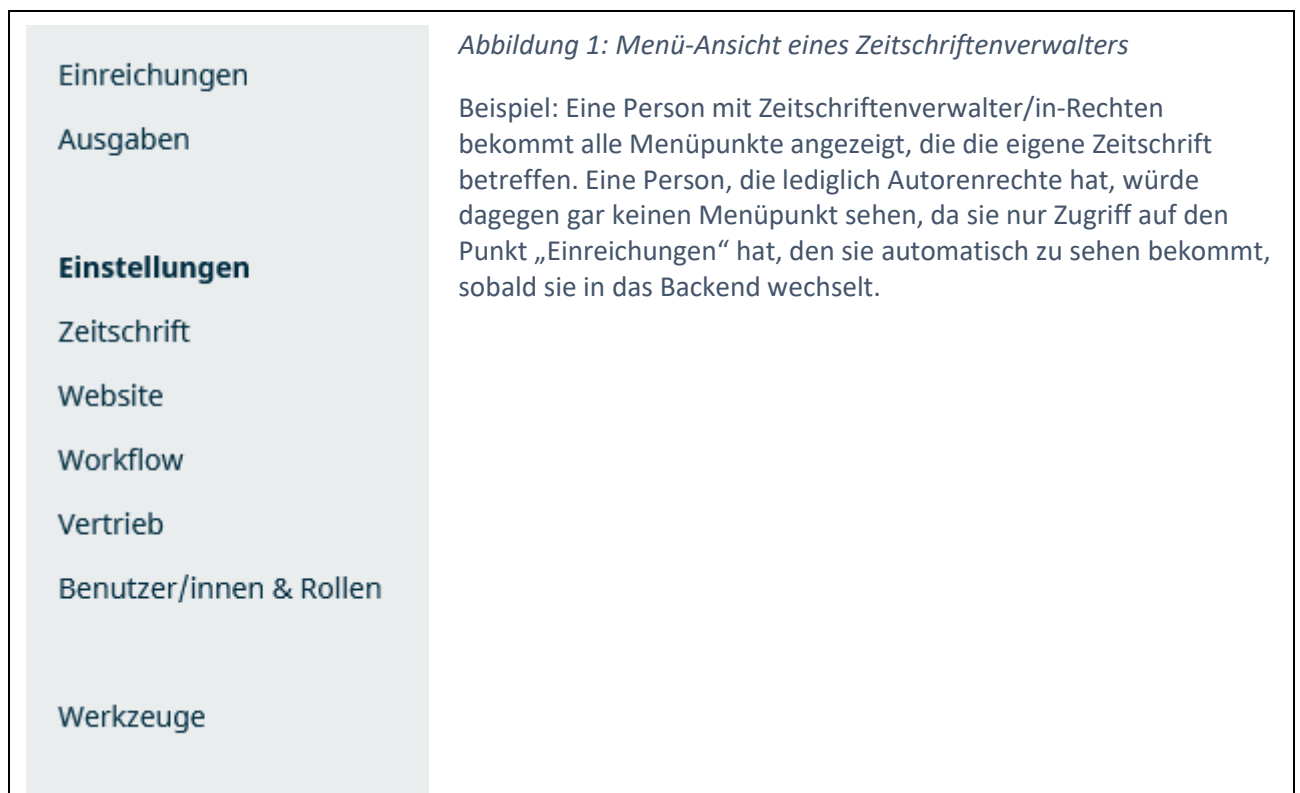 Einreichungen
Ausgaben
Einstellungen
Zeitschrift
Website
Workflow
Vertrieb
Benutzer/innen & Rollen
Werkzeuge
Abbildung 1: Menü-Ansicht eines Zeitschriftenverwalters
Beispiel: Eine Person mit Zeitschriftenverwalter/in-Rechten
bekommt alle Menüpunkte angezeigt, die die eigene Zeitschrift
betreffen. Eine Person, die lediglich Autorenrechte hat, würde
dagegen gar keinen Menüpunkt sehen, da sie nur Zugriff auf den
Punkt „Einreichungen“ hat, den sie automatisch zu sehen bekommt,
sobald sie in das Backend wechselt.